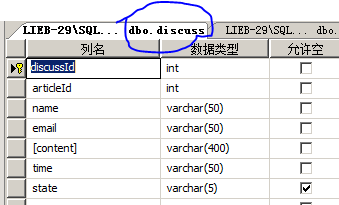 LIEB-29\SQL... dbo.discuss LIEB-29\SQL... dbo
列名 数据类型 允许空
discussId int
articleId int
name varchar(50)
email varchar(50)
[content] varchar(400)
time varchar(50)
state varchar(5)